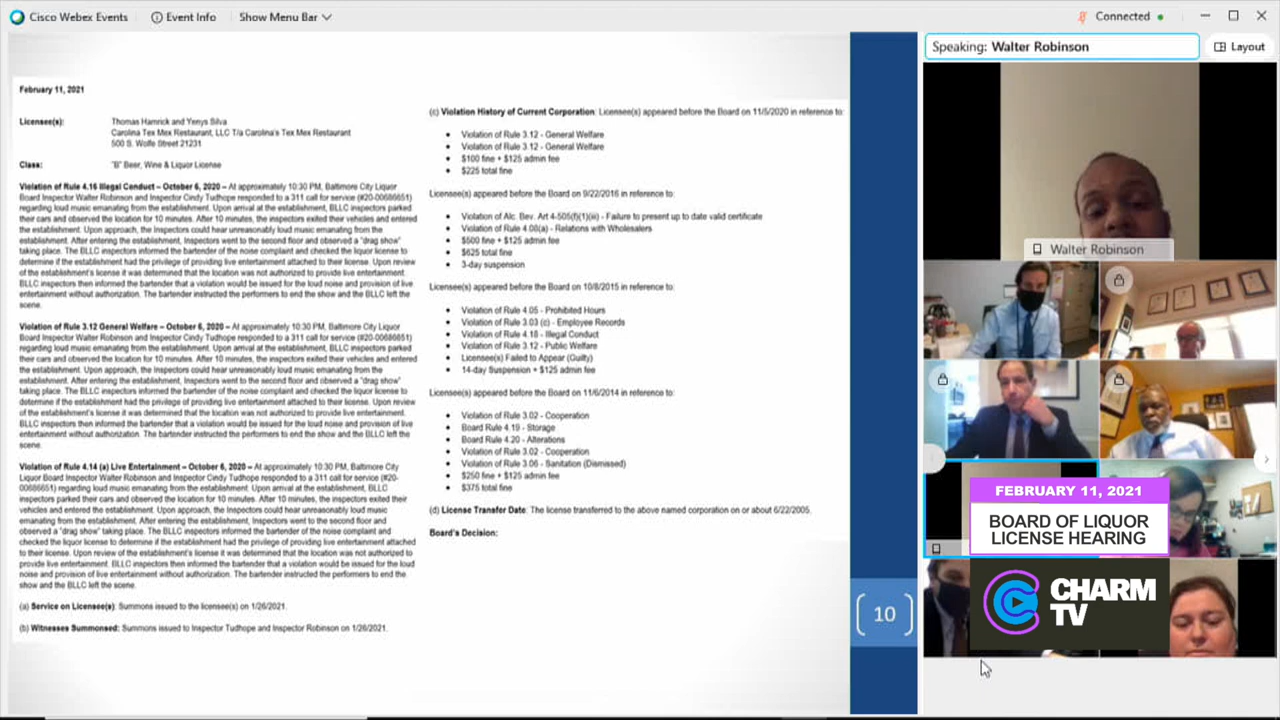 Cisco Webex Events
Event Info
Show Menu Bar
Connected
February 11, 2021
Licensee(s):
Thomas Hamrick and Yenys Silva
Carolina Tex Mex Restaurant, LLC T/a Carolina's Tex Mex Restaurant
500 S. Wolfe Street 21231
Class:
"B" Beer, Wine & Liquor License
Violation of Rule 4.16 Illegal Conduct – October 6, 2020 – At approximately 10:30 PM, Baltimore City Liquor
Board Inspector Walter Robinson and Inspector Cindy Tudhope responded to a 311 call for service (#20-00686651)
regarding loud music emanating from the establishment. Upon arrival at the establishment, BLLC inspectors parked
their cars and observed the location for 10 minutes. After 10 minutes, the inspectors exited their vehicles and entered
the establishment. Upon approach, the Inspectors could hear unreasonably loud music emanating from the
establishment. After entering the establishment, Inspectors went to the second floor and observed a "drag show"
taking place. The BLLC inspectors informed the bartender of the noise complaint and checked the liquor license to
determine if the establishment had the privilege of providing live entertainment attached to their license. Upon review
of the establishment's license it was determined that the location was not authorized to provide live entertainment.
BLLC inspectors then informed the bartender that a violation would be issued for the loud noise and provision of live
entertainment without authorization. The bartender instructed the performers to end the show and the BLLC left the
scene.
Violation of Rule 3.12 General Welfare – October 6, 2020 – At approximately 10:30 PM, Baltimore City Liquor
Board Inspector Walter Robinson and Inspector Cindy Tudhope responded to a 311 call for service (#20-00686651)
regarding loud music emanating from the establishment. Upon arrival at the establishment, BLLC inspectors parked
their cars and observed the location for 10 minutes. After 10 minutes, the inspectors exited their vehicles and entered
the establishment. Upon approach, the Inspectors could hear unreasonably loud music emanating from the
establishment. After entering the establishment, Inspectors went to the second floor and observed a "drag show"
taking place. The BLLC inspectors informed the bartender of the noise complaint and checked the liquor license to
determine if the establishment had the privilege of providing live entertainment attached to their license. Upon review
of the establishment's license it was determined that the location was not authorized to provide live entertainment.
BLLC inspectors then informed the bartender that a violation would be issued for the loud noise and provision of live
entertainment without authorization. The bartender instructed the performers to end the show and the BLLC left the
scene.
Violation of Rule 4.14 (a) Live Entertainment – October 6, 2020 – At approximately 10:30 PM, Baltimore City
Liquor Board Inspector Walter Robinson and Inspector Cindy Tudhope responded to a 311 call for service (#20-
00686651) regarding loud music emanating from the establishment. Upon arrival at the establishment, BLLC
inspectors parked their cars and observed the location for 10 minutes. After 10 minutes, the inspectors exited their
vehicles and entered the establishment. Upon approach, the Inspectors could hear unreasonably loud music
emanating from the establishment. After entering the establishment, Inspectors went to the second floor and
observed a "drag show" taking place. The BLLC inspectors informed the bartender of the noise complaint and
checked the liquor license to determine if the establishment had the privilege of providing live entertainment attached
to their license. Upon review of the establishment's license it was determined that the location was not authorized to
provide live entertainment. BLLC inspectors then informed the bartender that a violation would be issued for the loud
noise and provision of live entertainment without authorization. The bartender instructed the performers to end the
show and the BLLC left the scene.
(a) Service on Licensee(s): Summons issued to the licensee(s) on 1/26/2021.
(b) Witnesses Summonsed: Summons issued to Inspector Tudhope and Inspector Robinson on 1/26/2021.
(c) Violation History of Current Corporation: Licensee(s) appeared before the Board on 11/5/2020 in reference to:
• Violation of Rule 3.12 - General Welfare
• Violation of Rule 3.12 - General Welfare
• $100 fine + $125 admin fee
• $225 total fine
Licensee(s) appeared before the Board on 9/22/2016 in reference to:
• Violation of Alc. Bev. Art 4-505(f)(1)(iii) - Failure to present up to date valid certificate
• Violation of Rule 4.08(a) - Relations with Wholesalers
• $500 fine + $125 admin fee
• $625 total fine
• 3-day suspension
Licensee(s) appeared before the Board on 10/8/2015 in reference to:
• Violation of Rule 4.05 - Prohibited Hours
• Violation of Rule 3.03 (c) - Employee Records
• Violation of Rule 4.18 - Illegal Conduct
• Violation of Rule 3.12 - Public Welfare
• Licensee(s) Failed to Appear (Guilty)
• 14-day Suspension + $125 admin fee
Licensee(s) appeared before the Board on 11/6/2014 in reference to:
• Violation of Rule 3.02 - Cooperation
• Board Rule 4.19 - Storage
• Board Rule 4.20 - Alterations
• Violation of Rule 3.02 - Cooperation
• Violation of Rule 3.06 - Sanitation (Dismissed)
• $250 fine + $125 admin fee
• $375 total fine
(d) License Transfer Date: The license transferred to the above named corporation on or about 6/22/2005.
Board's Decision:
10
Speaking: Walter Robinson
Layout
Walter Robinson
FEBRUARY 11, 2021
BOARD OF LIQUOR
LICENSE HEARING
CHARM
TV